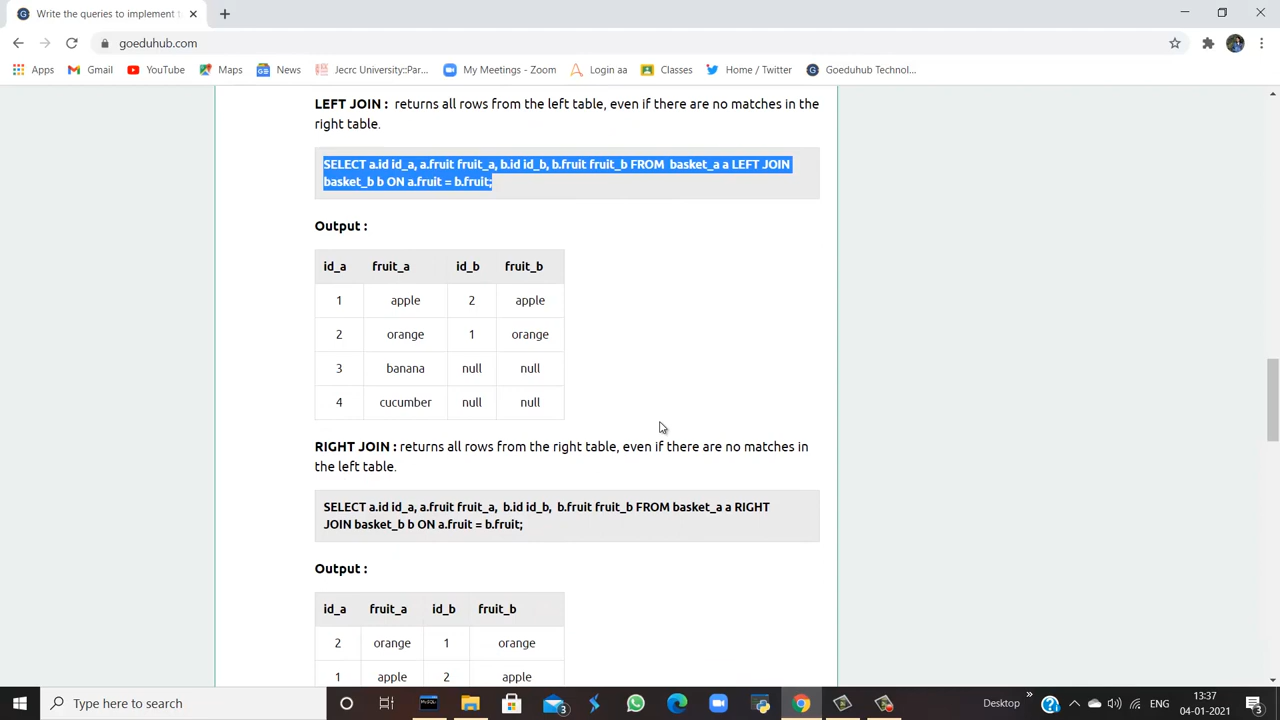 Write the queries to implement t
goeduhub.com
Apps
Gmail
YouTube
Maps
News
Jecrc University::Par...
My Meetings - Zoom
Login aa
Classes
Home / Twitter
Goeduhub Technol...
LEFT JOIN : returns all rows from the left table, even if there are no matches in the
right table.
SELECT a.id id_a, a.fruit fruit_a, b.id id_b, b.fruit fruit_b FROM basket_a a LEFT JOIN
basket_b b ON a.fruit = b.fruit;
Output :
id_a fruit_a id_b fruit_b
1 apple 2 apple
2 orange 1 orange
3 banana null null
4 cucumber null null
RIGHT JOIN : returns all rows from the right table, even if there are no matches in
the left table.
SELECT a.id id_a, a.fruit fruit_a, b.id id_b, b.fruit fruit_b FROM basket_a a RIGHT
JOIN basket_b b ON a.fruit = b.fruit;
Output :
id_a fruit_a id_b fruit_b
2 orange 1 orange
1 apple 2 apple
Type here to search
3
Desktop
ENG
13:37
04-01-2021
3